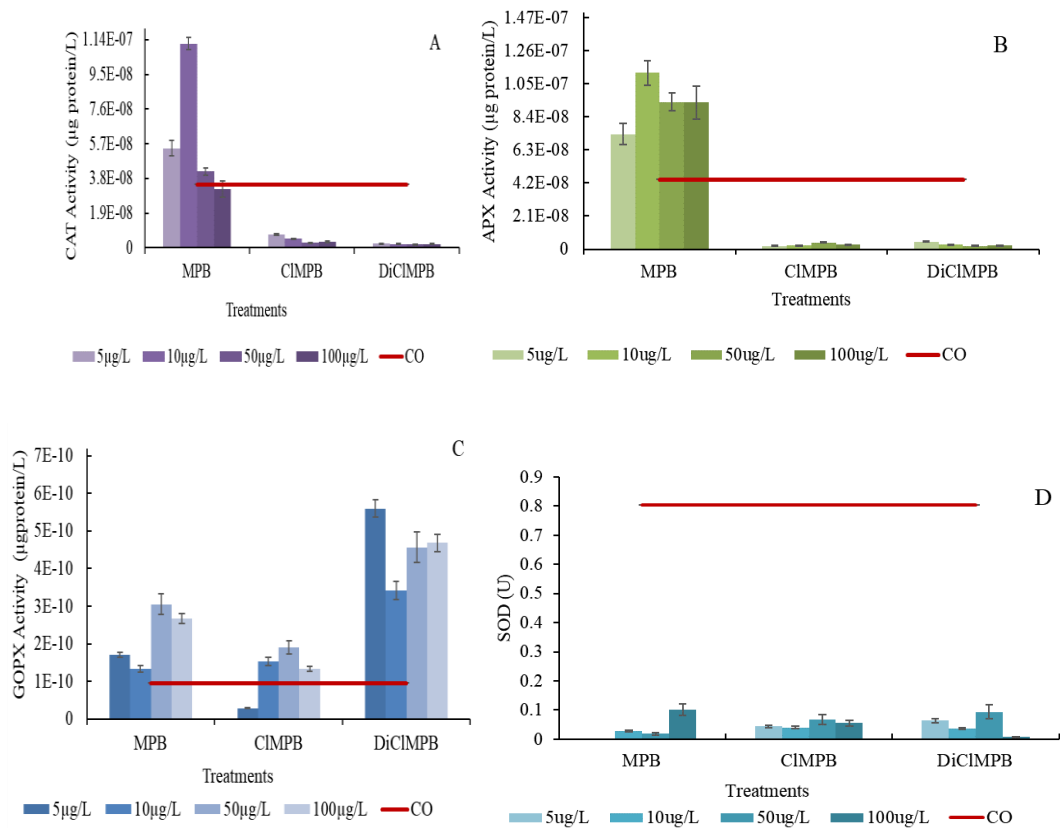 A
CAT Activity (µg protein/L)
1.14E-07
9.5E-08
7.6E-08
5.7E-08
3.8E-08
1.9E-08
0
MPB ClMPB DiClMPB
Treatments
5µg/L 10µg/L 50µg/L 100µg/L CO
B
APX Activity (µg protein/L)
1.47E-07
1.26E-07
1.05E-07
8.4E-08
6.3E-08
4.2E-08
2.1E-08
0
MPB ClMPB DiClMPB
Treatments
5ug/L 10ug/L 50ug/L 100ug/L CO
C
GOPX Activity (µgprotein/L)
7E-10
6E-10
5E-10
4E-10
3E-10
2E-10
1E-10
0
MPB ClMPB DiClMPB
Treatments
5µg/L 10µg/L 50µg/L 100µg/L CO
D
SOD (U)
0.9
0.8
0.7
0.6
0.5
0.4
0.3
0.2
0.1
0
MPB ClMPB DiClMPB
Treatments
5ug/L 10ug/L 50ug/L 100ug/L CO